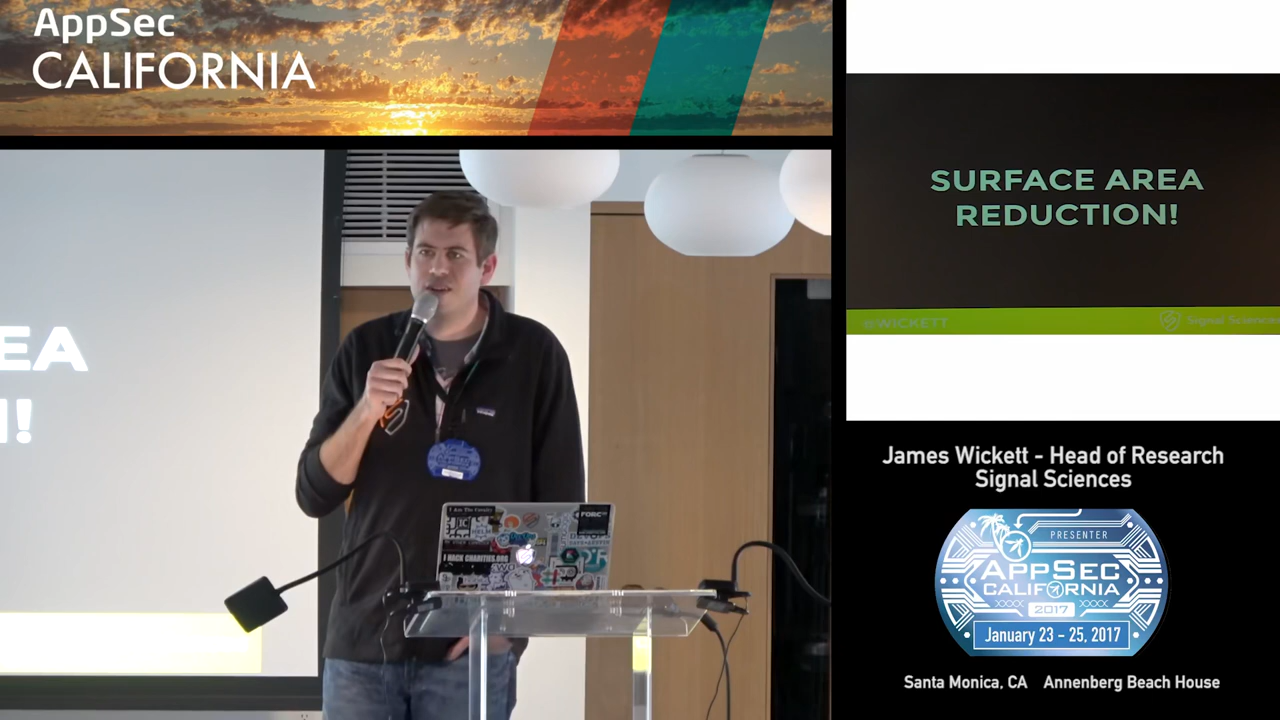 AppSec
CALIFORNIA
EA
N!
SURFACE AREA
REDUCTION!
@WICKETT
Signal Sciences
I HACK CHARITIES.ORG
James Wickett - Head of Research
Signal Sciences
PRESENTER
APPSEC
CALIFORNIA
2017
January 23 - 25, 2017
Santa Monica, CA Annenberg Beach House